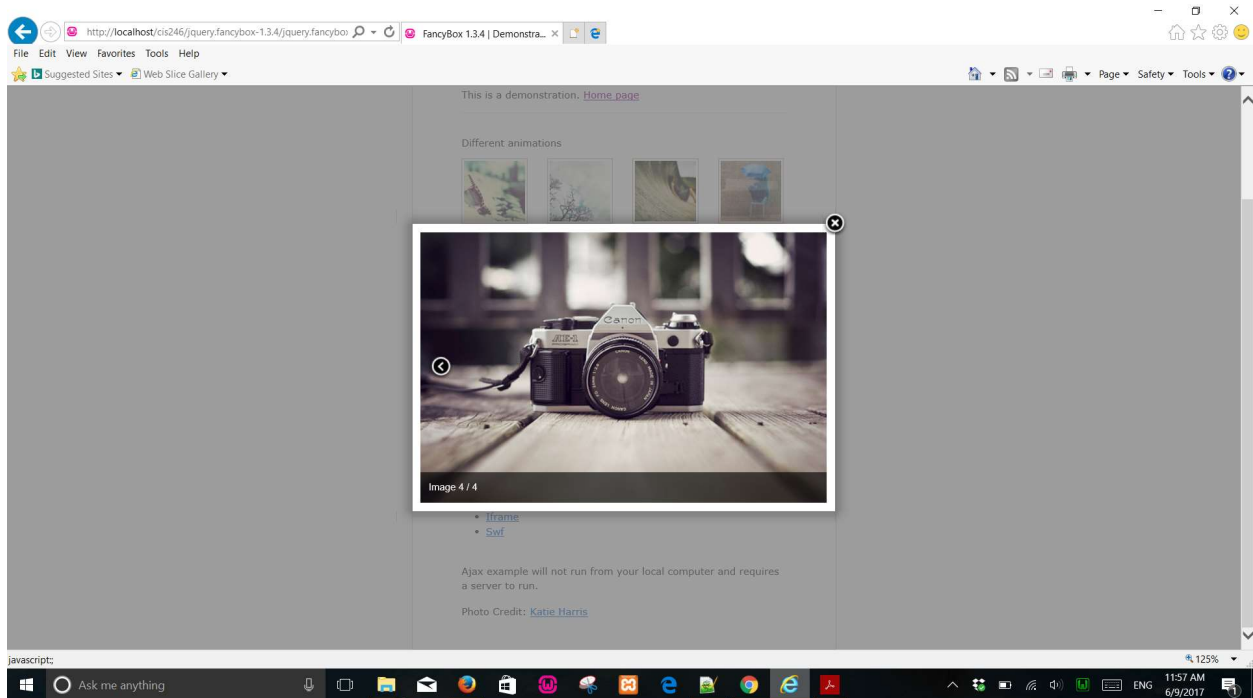 http://localhost/cis246/jquery.fancybox-1.3.4/jquery.fancybo
FancyBox 1.3.4 | Demonstra...
File Edit View Favorites Tools Help
Suggested Sites Web Slice Gallery Page Safety Tools
This is a demonstration. Home page
Different animations
Canon
AE-1
Image 4 / 4
Iframe
Swf
Ajax example will not run from your local computer and requires
a server to run.
Photo Credit: Katie Harris
javascript:;
125%
Ask me anything
ENG
11:57 AM
6/9/2017